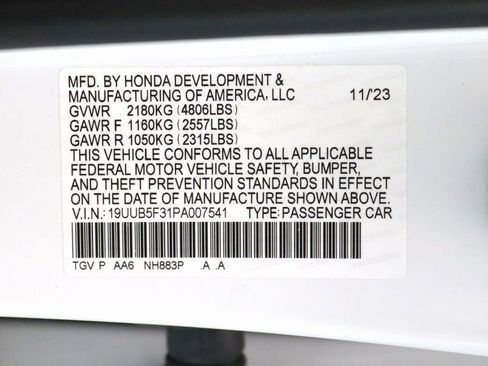 MFD. BY HONDA DEVELOPMENT &
MANUFACTURING OF AMERICA, LLC 11/'23
GVWR 2180KG (4806LBS)
GAWR F 1160KG (2557LBS)
GAWR R 1050KG (2315LBS)
THIS VEHICLE CONFORMS TO ALL APPLICABLE
FEDERAL MOTOR VEHICLE SAFETY, BUMPER,
AND THEFT PREVENTION STANDARDS IN EFFECT
ON THE DATE OF MANUFACTURE SHOWN ABOVE.
V.I.N.: 19UUB5F31PA007541 TYPE: PASSENGER CAR
TGV P AA6 NH883P .A .A